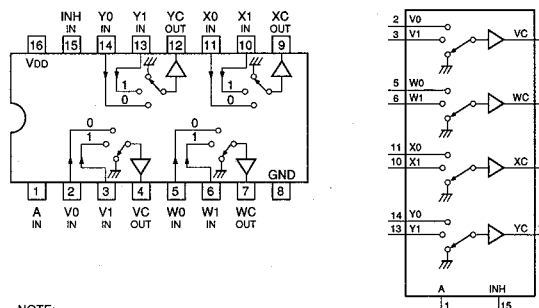 INH Y0 Y1 YC X0 X1 XC
IN IN IN OUT IN IN OUT
16 15 14 13 12 11 10 9
VDD
1
0
1
0
0
1
0
1
GND
1 2 3 4 5 6 7 8
A V0 V1 VC W0 W1 WC
IN IN IN OUT IN IN OUT
2 V0
3 V1
VC
5 W0
6 W1
WC
11 X0
10 X1
XC
14 Y0
13 Y1
YC
A INH
1 15
NOTE: